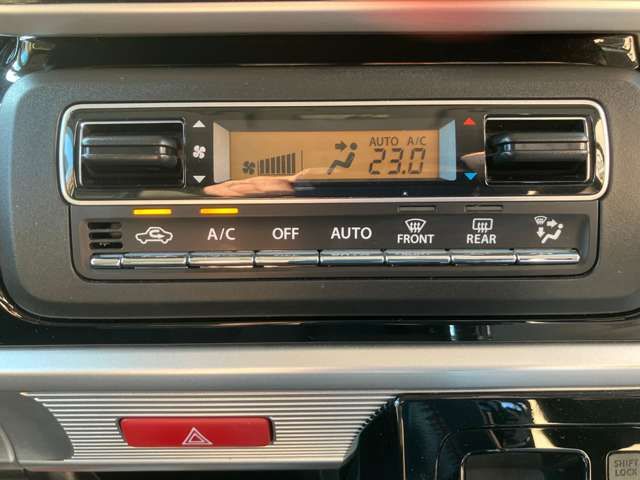 AUTO A/C
23.0
A/C OFF AUTO FRONT REAR
SHIFT
LOCK